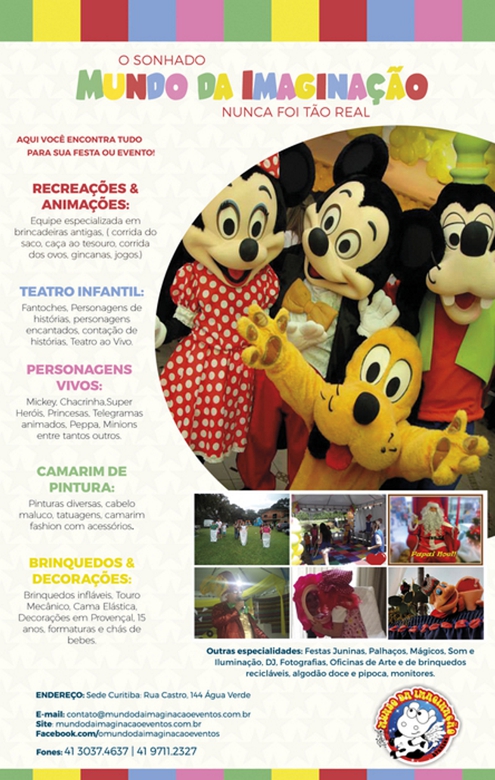 O SONHADO
MUNDO DA IMAGINAÇÃO
NUNCA FOI TÃO REAL
AQUI VOCÊ ENCONTRA TUDO
PARA SUA FESTA OU EVENTO!
RECREAÇÕES &
ANIMAÇÕES:
Equipe especializada em
brincadeiras antigas, ( corrida do
saco, caça ao tesouro, corrida
dos ovos, gincanas, jogos.)
TEATRO INFANTIL:
Fantoches, Personagens de
histórias, personagens
encantados, contação de
histórias, Teatro ao Vivo.
PERSONAGENS
VIVOS:
Mickey, Chacrinha,Super
Heróis, Princesas, Telegramas
animados, Peppa, Minions
entre tantos outros.
CAMARIM DE
PINTURA:
Pinturas diversas, cabelo
maluco, tatuagens, camarim
fashion com acessórios.
BRINQUEDOS &
DECORAÇÕES:
Brinquedos infláveis, Touro
Mecânico, Cama Elástica,
Decorações em Provençal, 15
anos, formaturas e chás de
bebes.
Papai Noel!
Outras especialidades: Festas Juninas, Palhaços, Mágicos, Som e
Iluminação, DJ, Fotografias, Oficinas de Arte e de brinquedos
recicláveis, algodão doce e pipoca, monitores.
ENDEREÇO: Sede Curitiba: Rua Castro, 144 Água Verde
E-mail: contato@mundodaimaginacaoeventos.com.br
Site: mundodaimaginacaoeventos.com.br
Facebook.com/omundodaimaginacaoeventos
Fones: 41 3037.4637 | 41 9711.2327
MUNDO DA IMAGINAÇÃO